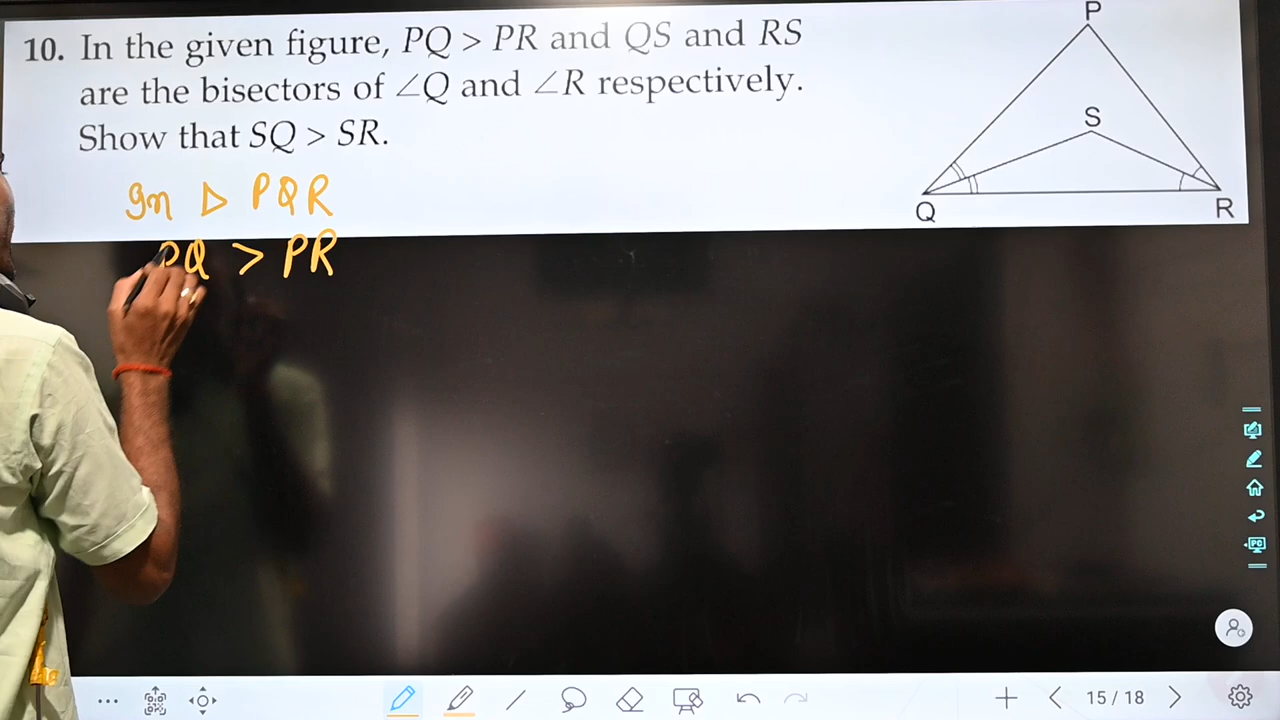 10. In the given figure, PQ > PR and QS and RS
are the bisectors of ∠Q and ∠R respectively.
Show that SQ > SR.
P
S
Q
R
In △ PQR
PQ > PR
PC
15 / 18